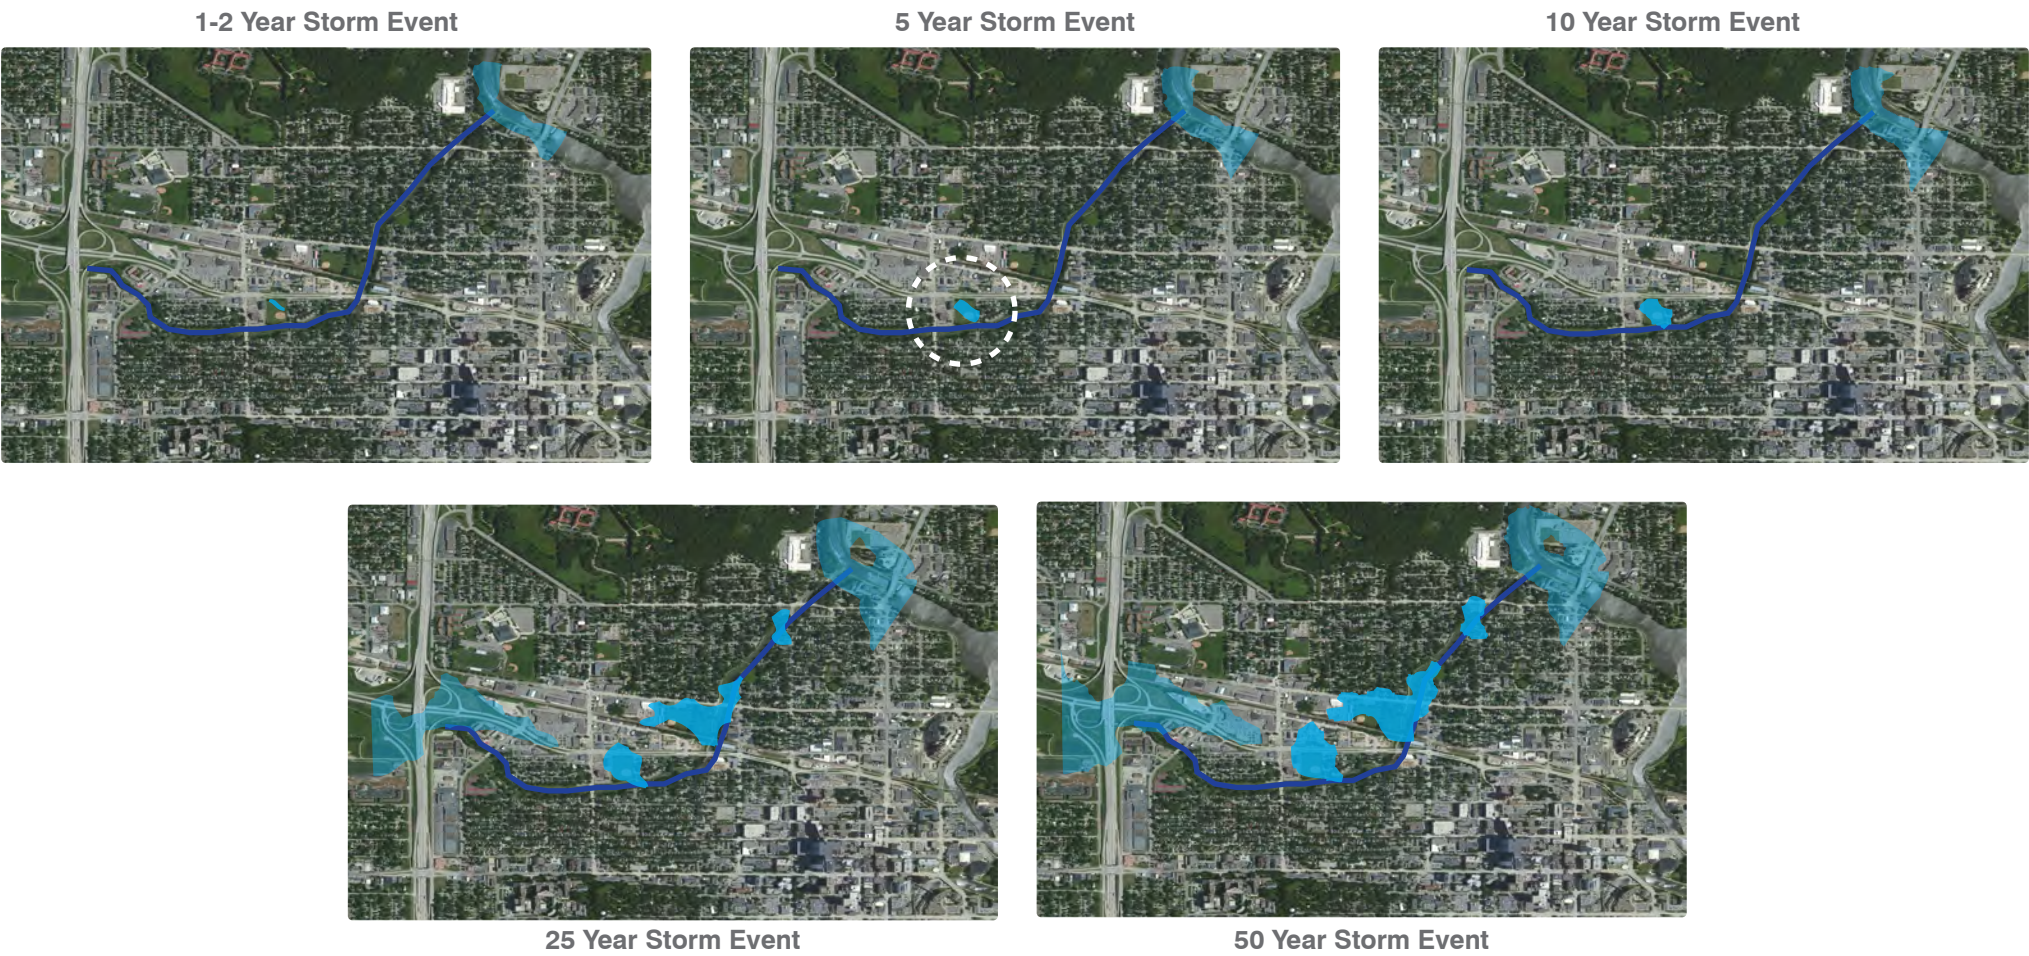 1-2 Year Storm Event
5 Year Storm Event
10 Year Storm Event
25 Year Storm Event
50 Year Storm Event